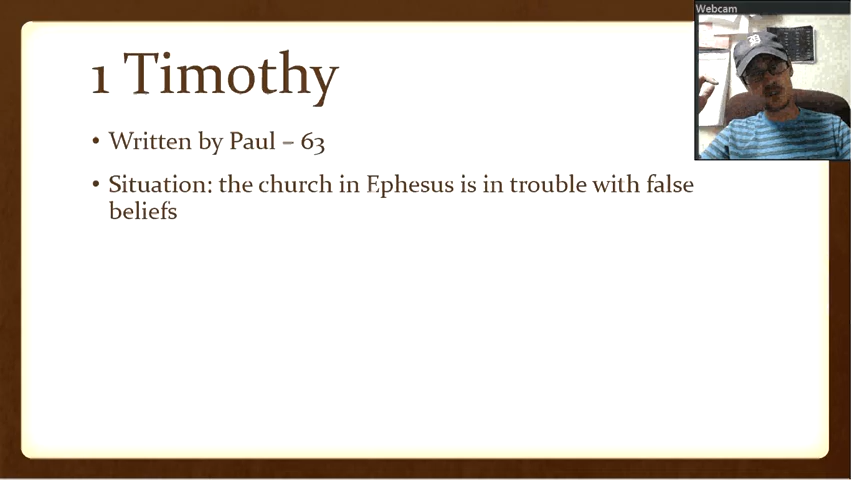 Webcam
1 Timothy
• Written by Paul – 63
• Situation: the church in Ephesus is in trouble with false
beliefs